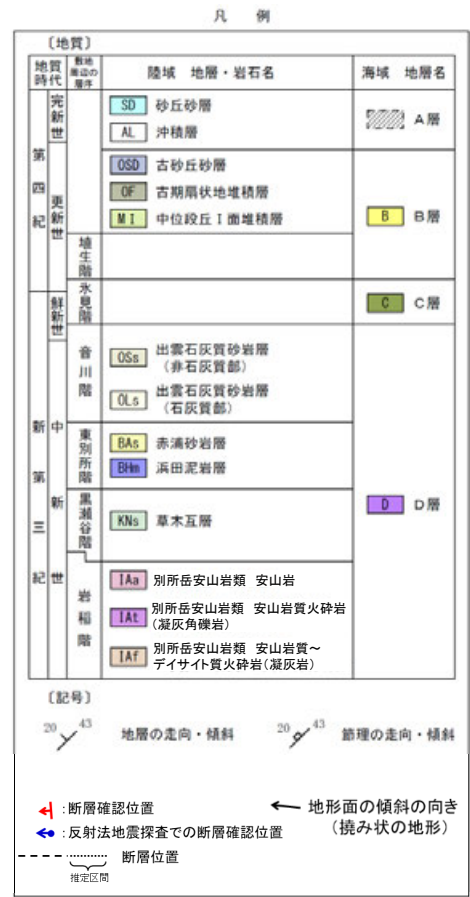 凡 例
〔地質〕
地質時代
敷地周辺の層序
陸域 地層・岩石名
海域 地層名
第四紀
完新世
SD 砂丘砂層
AL 沖積層
A層
更新世
OSD 古砂丘砂層
OF 古期扇状地堆積層
MI 中位段丘Ⅰ面堆積層
B B層
埴生階
新第三紀
鮮新世
氷見階
C C層
中新世
音川階
OSs 出雲石灰質砂岩層
(非石灰質部)
OLs 出雲石灰質砂岩層
(石灰質部)
D D層
東別所階
BAs 赤浦砂岩層
BHm 浜田泥岩層
黒瀬谷階
KNs 草木互層
岩稲階
IAa 別所岳安山岩類 安山岩
IAt 別所岳安山岩類 安山岩質火砕岩
(凝灰角礫岩)
IAf 別所岳安山岩類 安山岩質～
デイサイト質火砕岩(凝灰岩)
〔記号〕
20 43 地層の走向・傾斜
20 43 節理の走向・傾斜
:断層確認位置
地形面の傾斜の向き
(撓み状の地形)
:反射法地震探査での断層確認位置
断層位置
推定区間